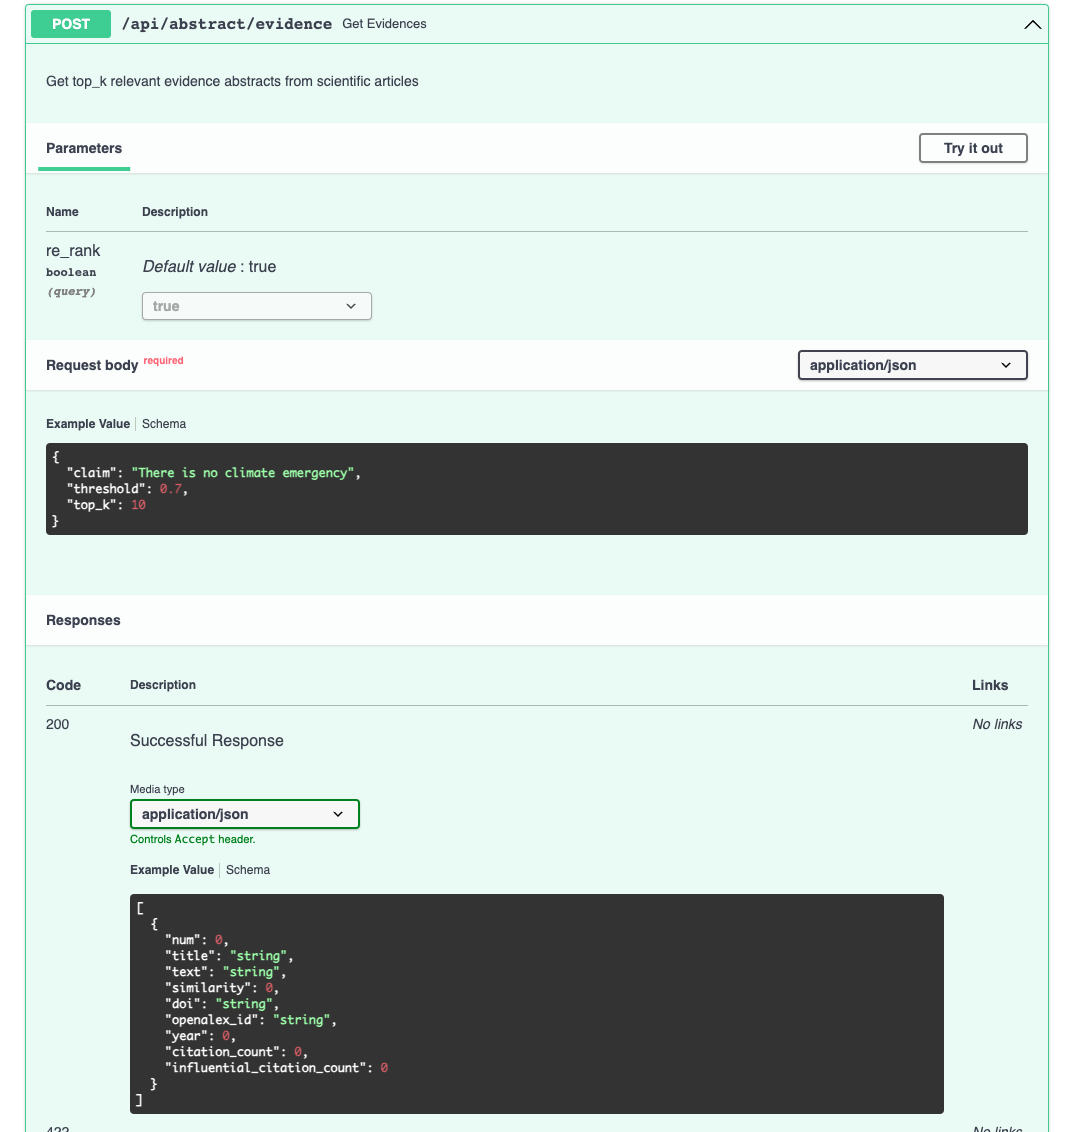 POST /api/abstract/evidence Get Evidences
Get top_k relevant evidence abstracts from scientific articles
Parameters
Try it out
Name Description
re_rank
boolean
(query)
Default value : true
true
Request body required
application/json
Example Value Schema
{
"claim": "There is no climate emergency",
"threshold": 0.7,
"top_k": 10
}
Responses
Code Description Links
200 No links
Successful Response
Media type
application/json
Controls Accept header.
Example Value Schema
[
{
"num": 0,
"title": "string",
"text": "string",
"similarity": 0,
"doi": "string",
"openalex_id": "string",
"year": 0,
"citation_count": 0,
"influential_citation_count": 0
}
]
422 No links